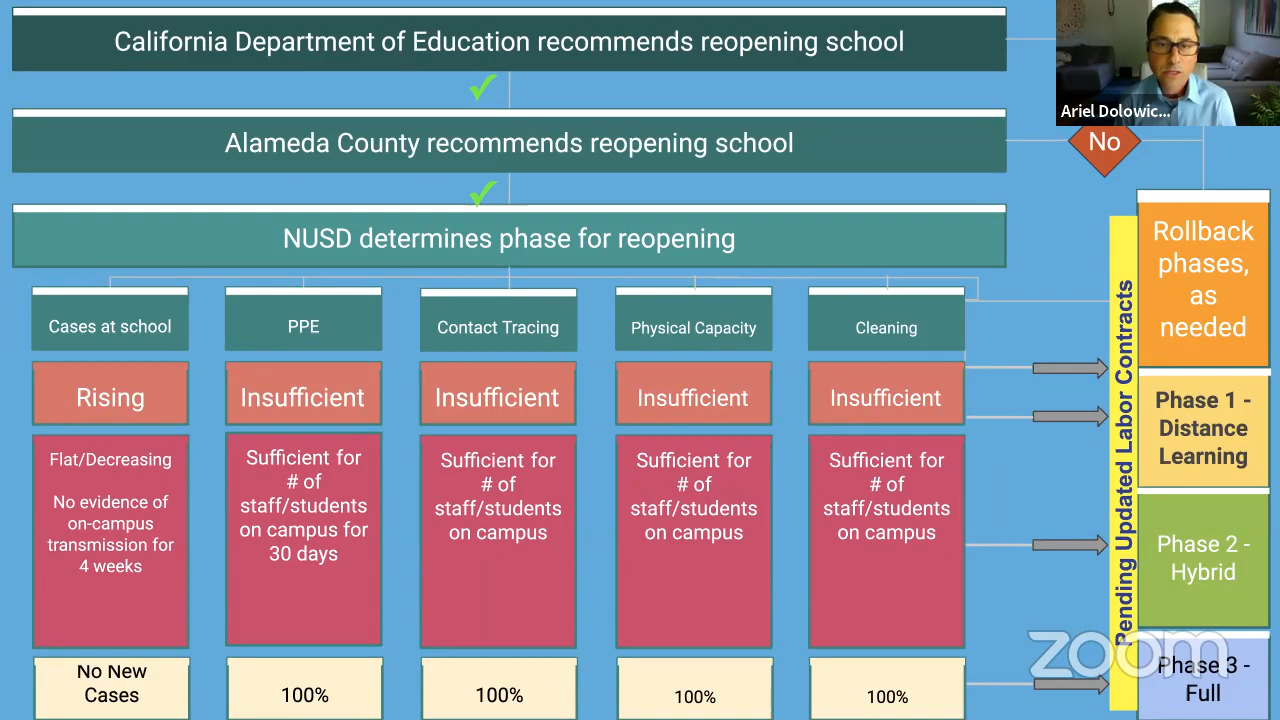 California Department of Education recommends reopening school
Ariel Dolowic...
Alameda County recommends reopening school
No
NUSD determines phase for reopening
Cases at school
PPE
Contact Tracing
Physical Capacity
Cleaning
Rising
Insufficient
Insufficient
Insufficient
Insufficient
Flat/Decreasing
No evidence of
on-campus
transmission for
4 weeks
Sufficient for
# of
staff/students
on campus for
30 days
Sufficient for
# of
staff/students
on campus
Sufficient for
# of
staff/students
on campus
Sufficient for
# of
staff/students
on campus
No New
Cases
100%
100%
100%
100%
Pending Updated Labor Contracts
Rollback
phases,
as
needed
Phase 1 -
Distance
Learning
Phase 2 -
Hybrid
Phase 3 -
Full
zoom